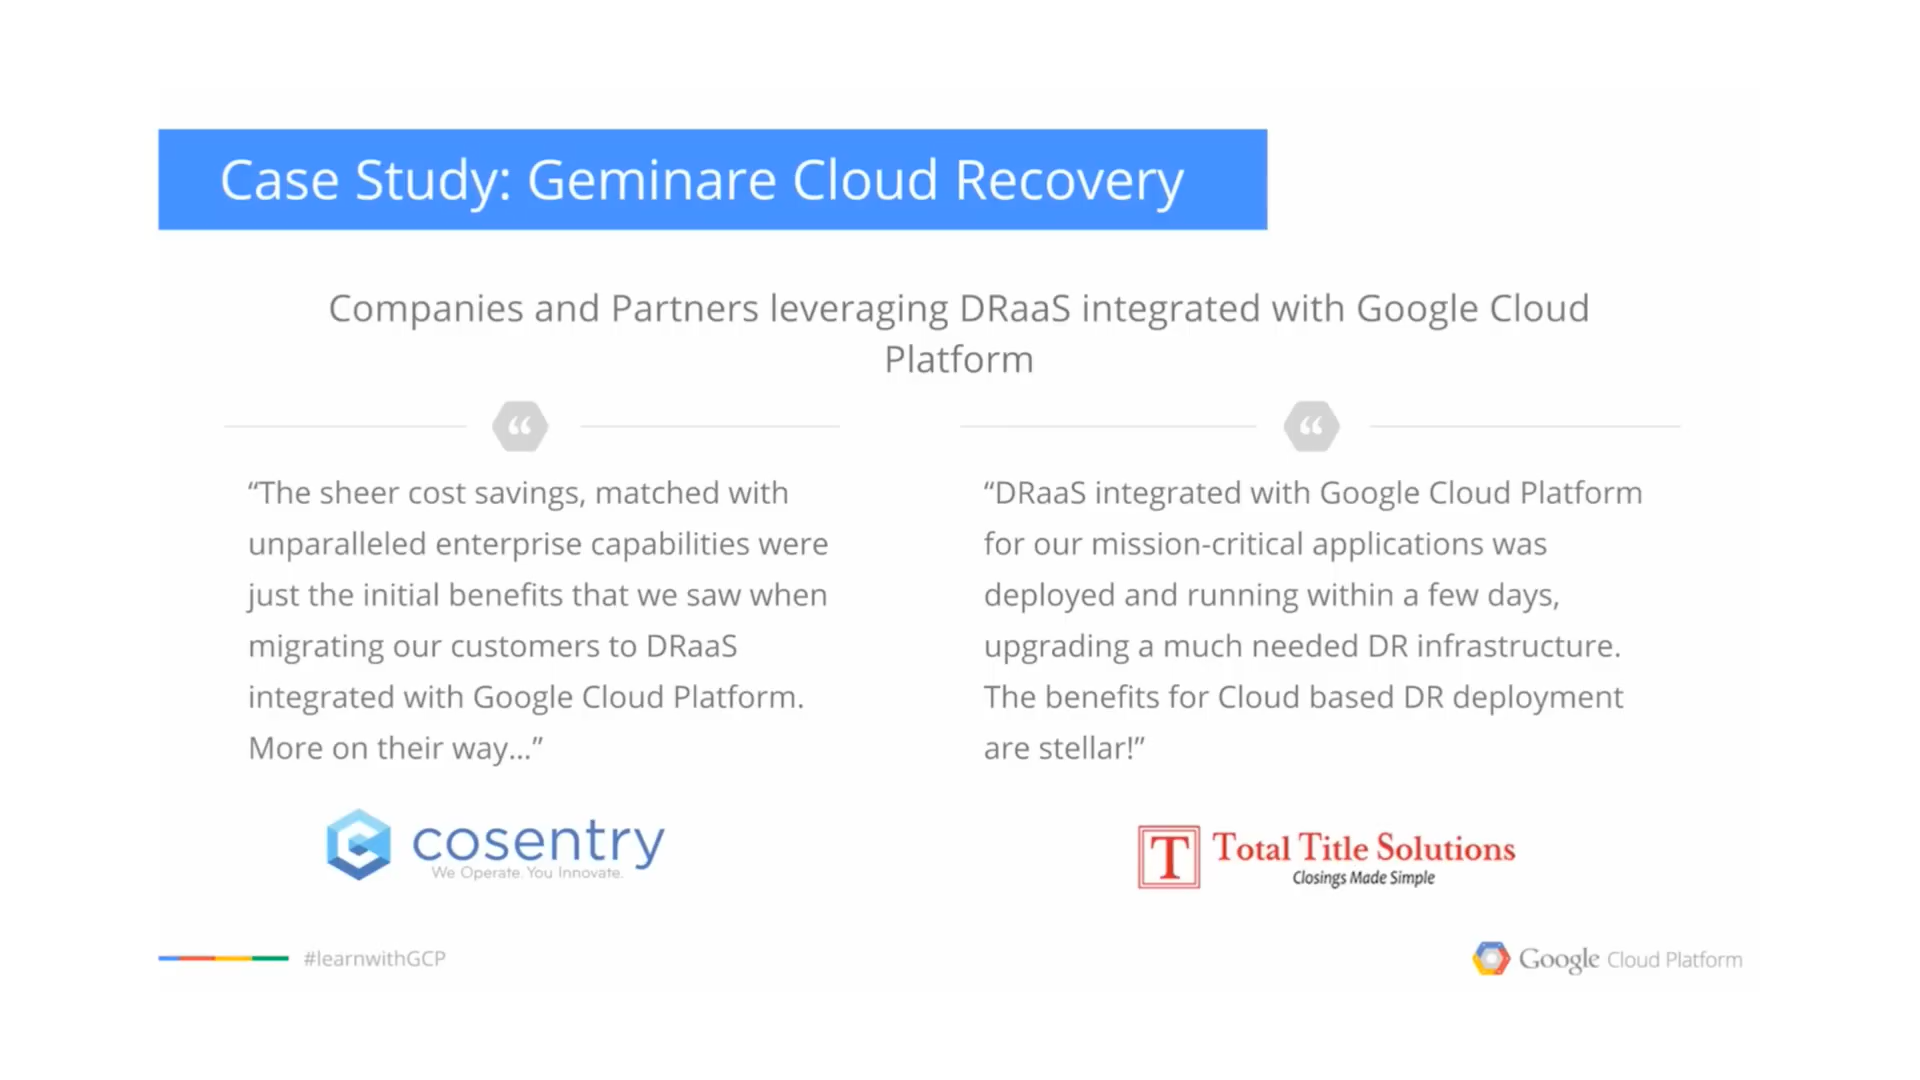 Case Study: Geminare Cloud Recovery
Companies and Partners leveraging DRaaS integrated with Google Cloud
Platform
“The sheer cost savings, matched with
unparalleled enterprise capabilities were
just the initial benefits that we saw when
migrating our customers to DRaaS
integrated with Google Cloud Platform.
More on their way...”
cosentry
We Operate. You Innovate.
“DRaaS integrated with Google Cloud Platform
for our mission-critical applications was
deployed and running within a few days,
upgrading a much needed DR infrastructure.
The benefits for Cloud based DR deployment
are stellar!”
T Total Title Solutions
Closings Made Simple
#learnwithGCP
Google Cloud Platform